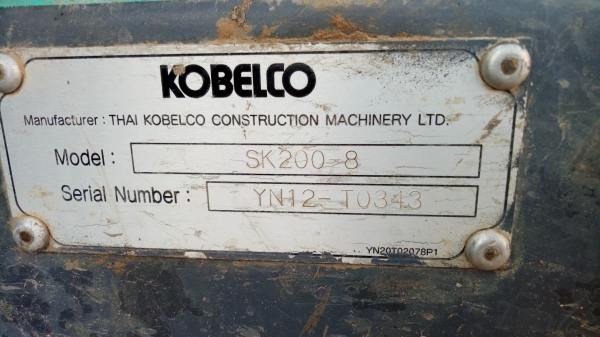 KOBELCO
Manufacturer : THAI KOBELCO CONSTRUCTION MACHINERY LTD.
Model : SK200-8
Serial Number : YN12-T0343
YN20T02078P1